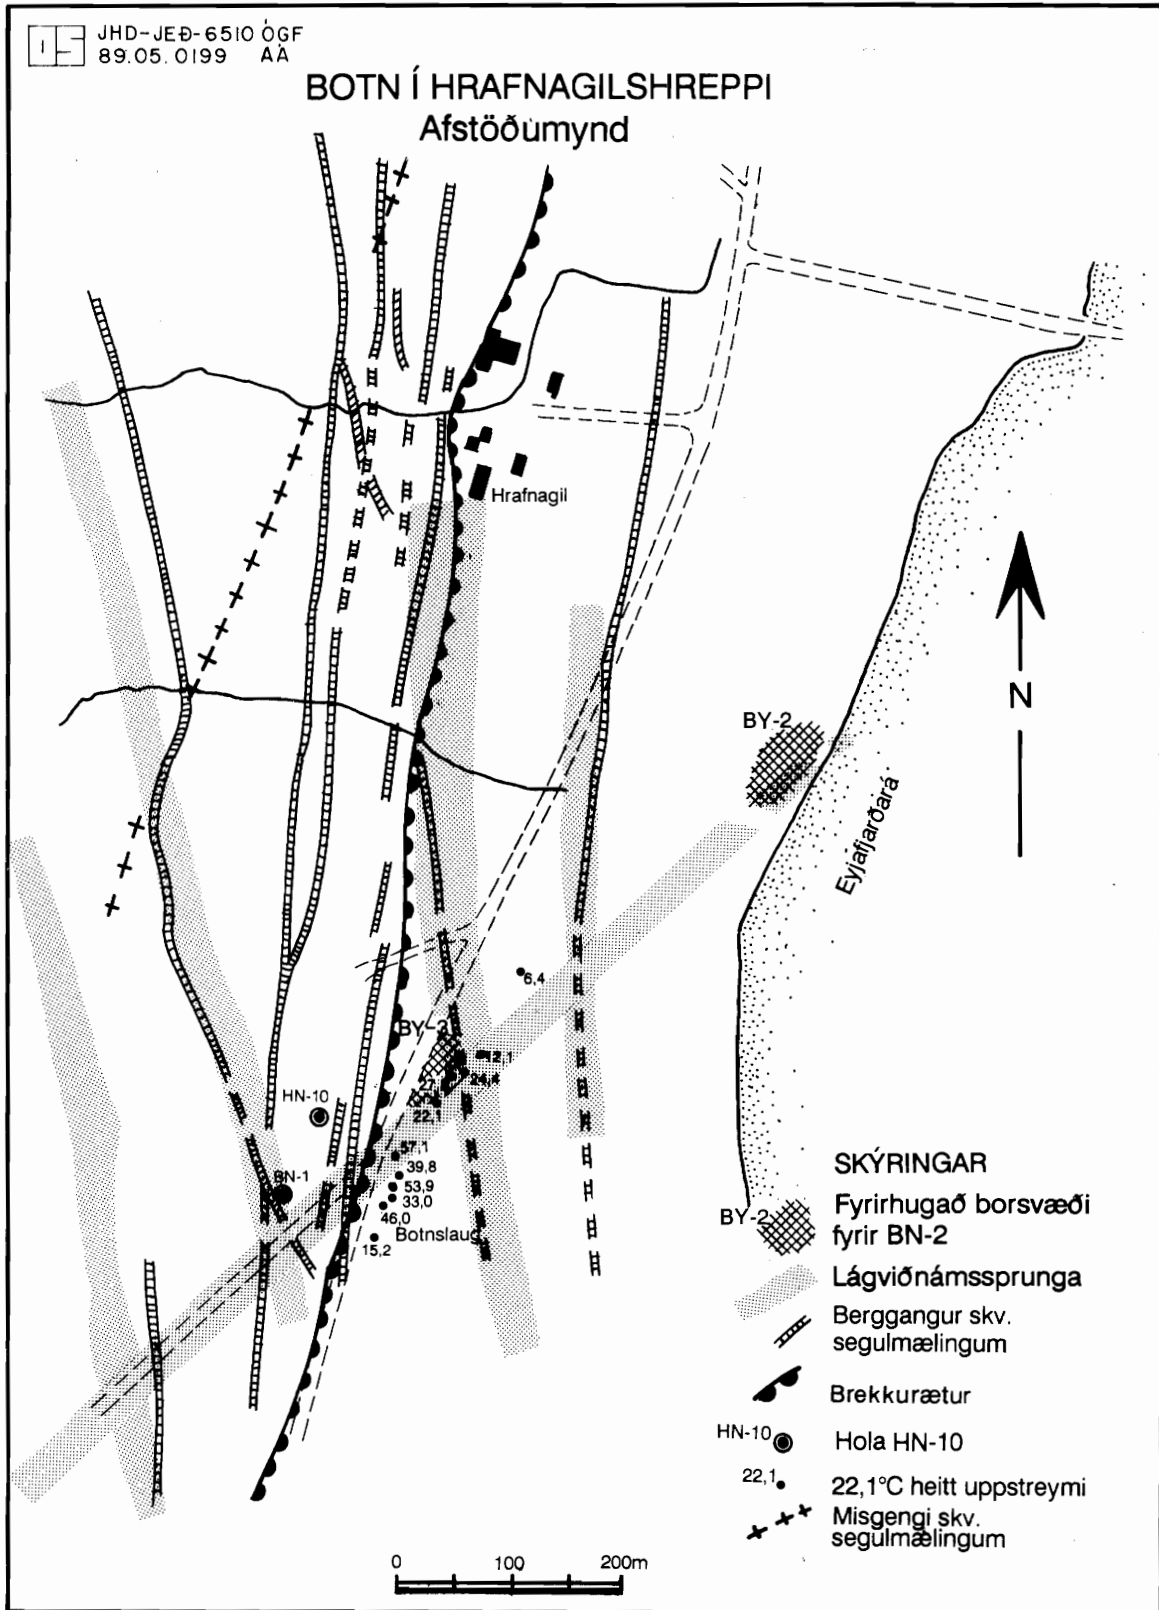 JHD-JEÐ-6510 ÓGF
89.05.0199 AA
BOTN Í HRAFNAGILSHREPPI
Afstöðumynd
Hrafnagil
N
BY-2
Eyjafjarðará
6,4
BY-3
12,1
24,4
27,
22,1
HN-10
57,1
39,8
BN-1
53,9
33,0
46,0
Botnslaug
15,2
SKÝRINGAR
BY-2
Fyrirhugað borsvæði
fyrir BN-2
Lágviðnámssprunga
Berggangur skv.
segulmælingum
Brekkurætur
HN-10 Hola HN-10
22,1 22,1°C heitt uppstreymi
Misgengi skv.
segulmælingum
0 100 200m